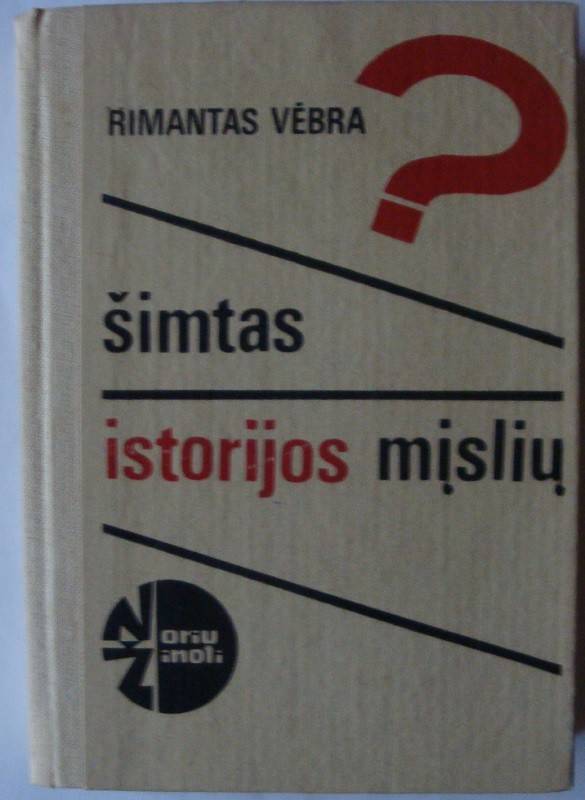 RIMANTAS VĖBRA
?
šimtas
istorijos mįslių
Noriu
Žinoti